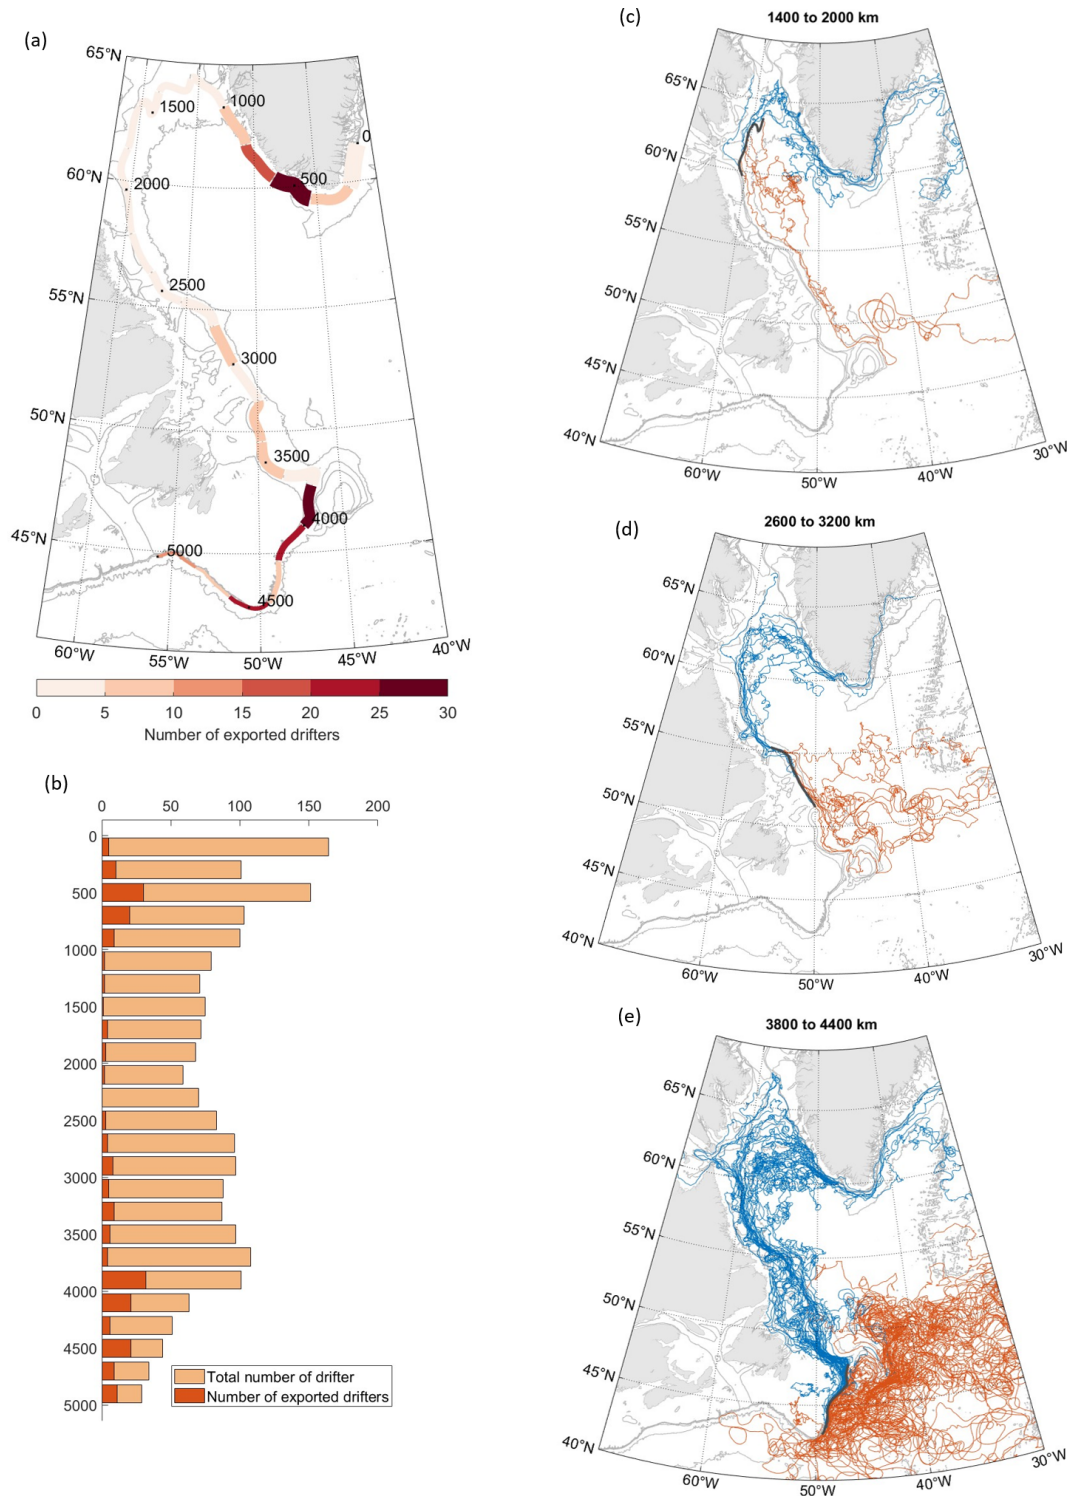 (a)
65°N
60°N
55°N
50°N
45°N
0
500
1000
1500
2000
2500
3000
3500
4000
4500
5000
60°W
55°W
50°W
45°W
40°W
0 5 10 15 20 25 30
Number of exported drifters
(b)
0 50 100 150 200
0
500
1000
1500
2000
2500
3000
3500
4000
4500
5000
Total number of drifter
Number of exported drifters
(c)
1400 to 2000 km
65°N
60°N
55°N
50°N
45°N
40°N
60°W
50°W
40°W
30°W
(d)
2600 to 3200 km
65°N
60°N
55°N
50°N
45°N
40°N
60°W
50°W
40°W
30°W
(e)
3800 to 4400 km
65°N
60°N
55°N
50°N
45°N
40°N
60°W
50°W
40°W
30°W